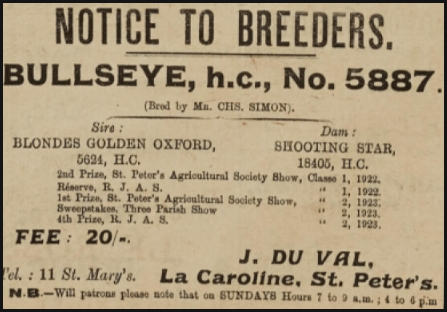 NOTICE TO BREEDERS.
BULLSEYE, h.c., No. 5887.
(Bred by MR. CHS. SIMON).
Sire : Dam :
BLONDES GOLDEN OXFORD, SHOOTING STAR,
5624, H.C. 18405, H.C.
2nd Prize, St. Peter's Agricultural Society Show, Classe 1, 1922.
Réserve, R. J. A. S. " 1, 1922.
1st Prize, St. Peter's Agricultural Society Show, " 2, 1923.
Sweepstakes, Three Parish Show " 2, 1923.
4th Prize, R. J. A. S. " 2, 1923.
FEE : 20/-.
J. DU VAL,
Tel. : 11 St. Mary's. La Caroline, St. Peter's.
N.B.—Will patrons please note that on SUNDAYS Hours 7 to 9 a.m. ; 4 to 6 p.m